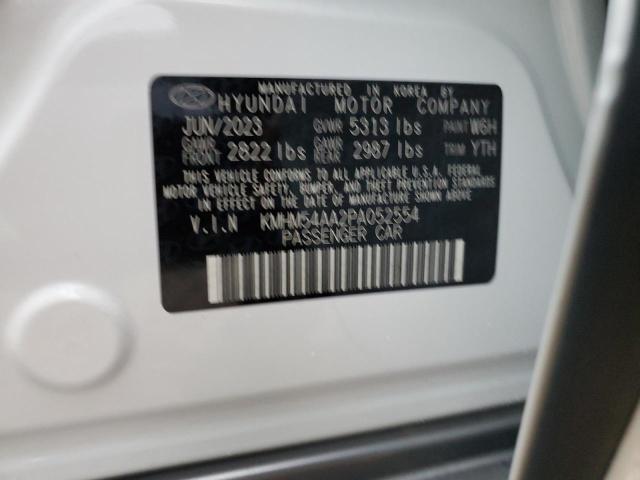 MANUFACTURED IN KOREA BY
HYUNDAI MOTOR COMPANY
JUN/2023 GVWR 5313 lbs PAINT W6H
GAWR FRONT 2822 lbs GAWR REAR 2987 lbs TRIM YTH
THIS VEHICLE CONFORMS TO ALL APPLICABLE U.S. FEDERAL
MOTOR VEHICLE SAFETY, BUMPER, AND THEFT PREVENTION STANDARDS
IN EFFECT ON THE DATE OF MANUFACTURE SHOWN ABOVE.
V.I.N KMHM54AA2PA052554
PASSENGER CAR